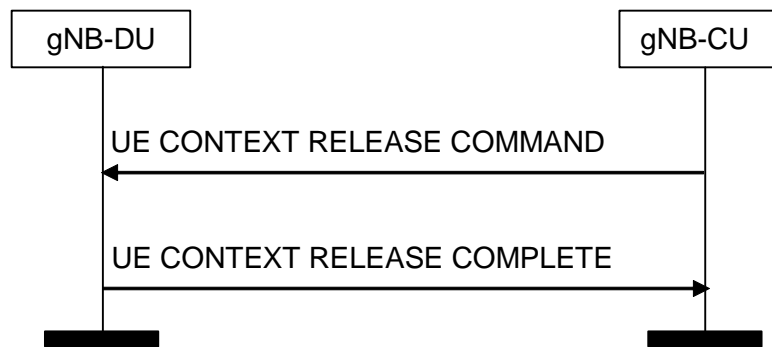 gNB-DU
gNB-CU
UE CONTEXT RELEASE COMMAND
UE CONTEXT RELEASE COMPLETE